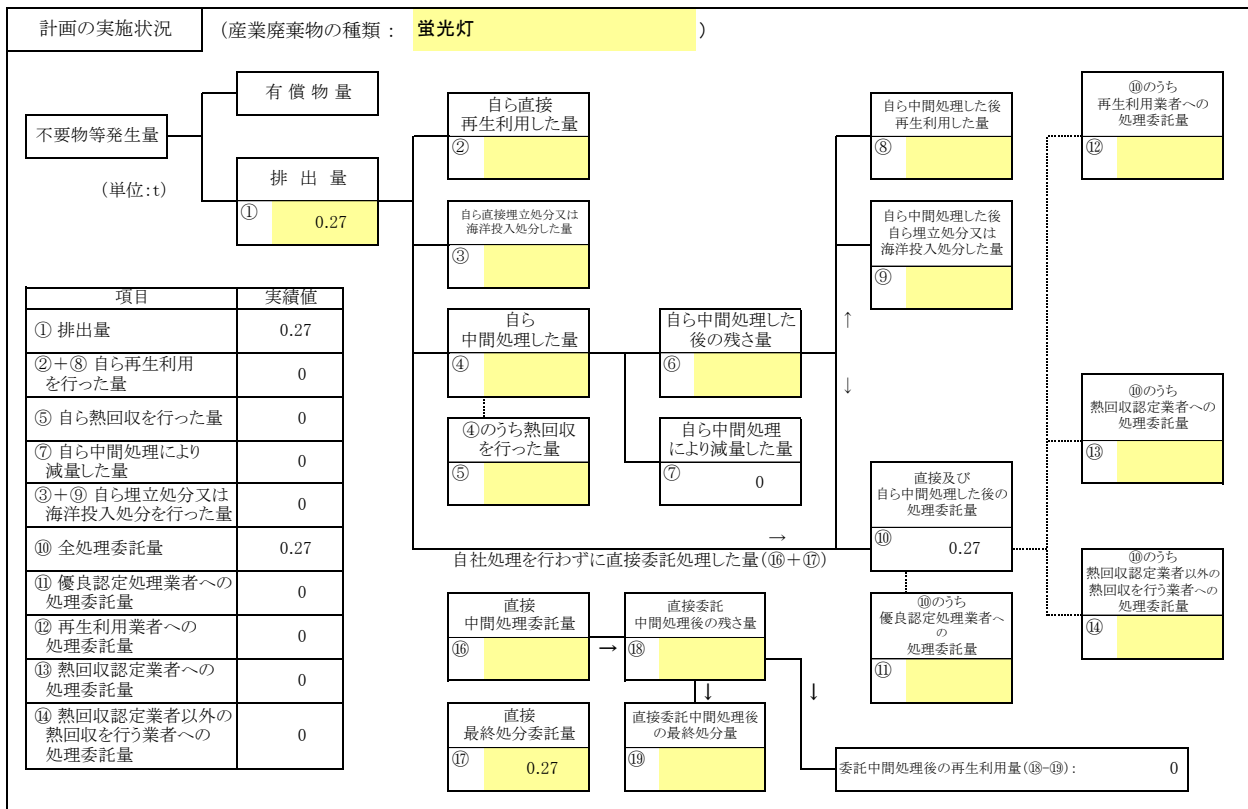 計画の実施状況
(産業廃棄物の種類: 蛍光灯 )
不要物等発生量
(単位:t)
有 償 物 量
排 出 量
① 0.27
自ら直接
再生利用した量
②
自ら直接埋立処分又は
海洋投入処分した量
③
自ら
中間処理した量
④
④のうち熱回収
を行った量
⑤
自ら中間処理した
後の残さ量
⑥
自ら中間処理
により減量した量
⑦ 0
自ら中間処理した後
再生利用した量
⑧
自ら中間処理した後
自ら埋立処分又は
海洋投入処分した量
⑨
↑
↓
直接及び
自ら中間処理した後の
処理委託量
⑩ 0.27
⑩のうち
優良認定処理業者へ
の
処理委託量
⑪
⑩のうち
再生利用業者への
処理委託量
⑫
⑩のうち
熱回収認定業者への
処理委託量
⑬
⑩のうち
熱回収認定業者以外の
熱回収を行う業者への
処理委託量
⑭
→
自社処理を行わずに直接委託処理した量(⑯+⑰)
直接
中間処理委託量
⑯
→
直接委託
中間処理後の残さ量
⑱
↓
↓
直接
最終処分委託量
⑰ 0.27
直接委託中間処理後
の最終処分量
⑲
委託中間処理後の再生利用量(⑱-⑲): 0
項目 実績値
① 排出量 0.27
②+⑧ 自ら再生利用
を行った量 0
⑤ 自ら熱回収を行った量 0
⑦ 自ら中間処理により
減量した量 0
③+⑨ 自ら埋立処分又は
海洋投入処分を行った量 0
⑩ 全処理委託量 0.27
⑪ 優良認定処理業者への
処理委託量 0
⑫ 再生利用業者への
処理委託量 0
⑬ 熱回収認定業者への
処理委託量 0
⑭ 熱回収認定業者以外の
熱回収を行う業者への
処理委託量 0